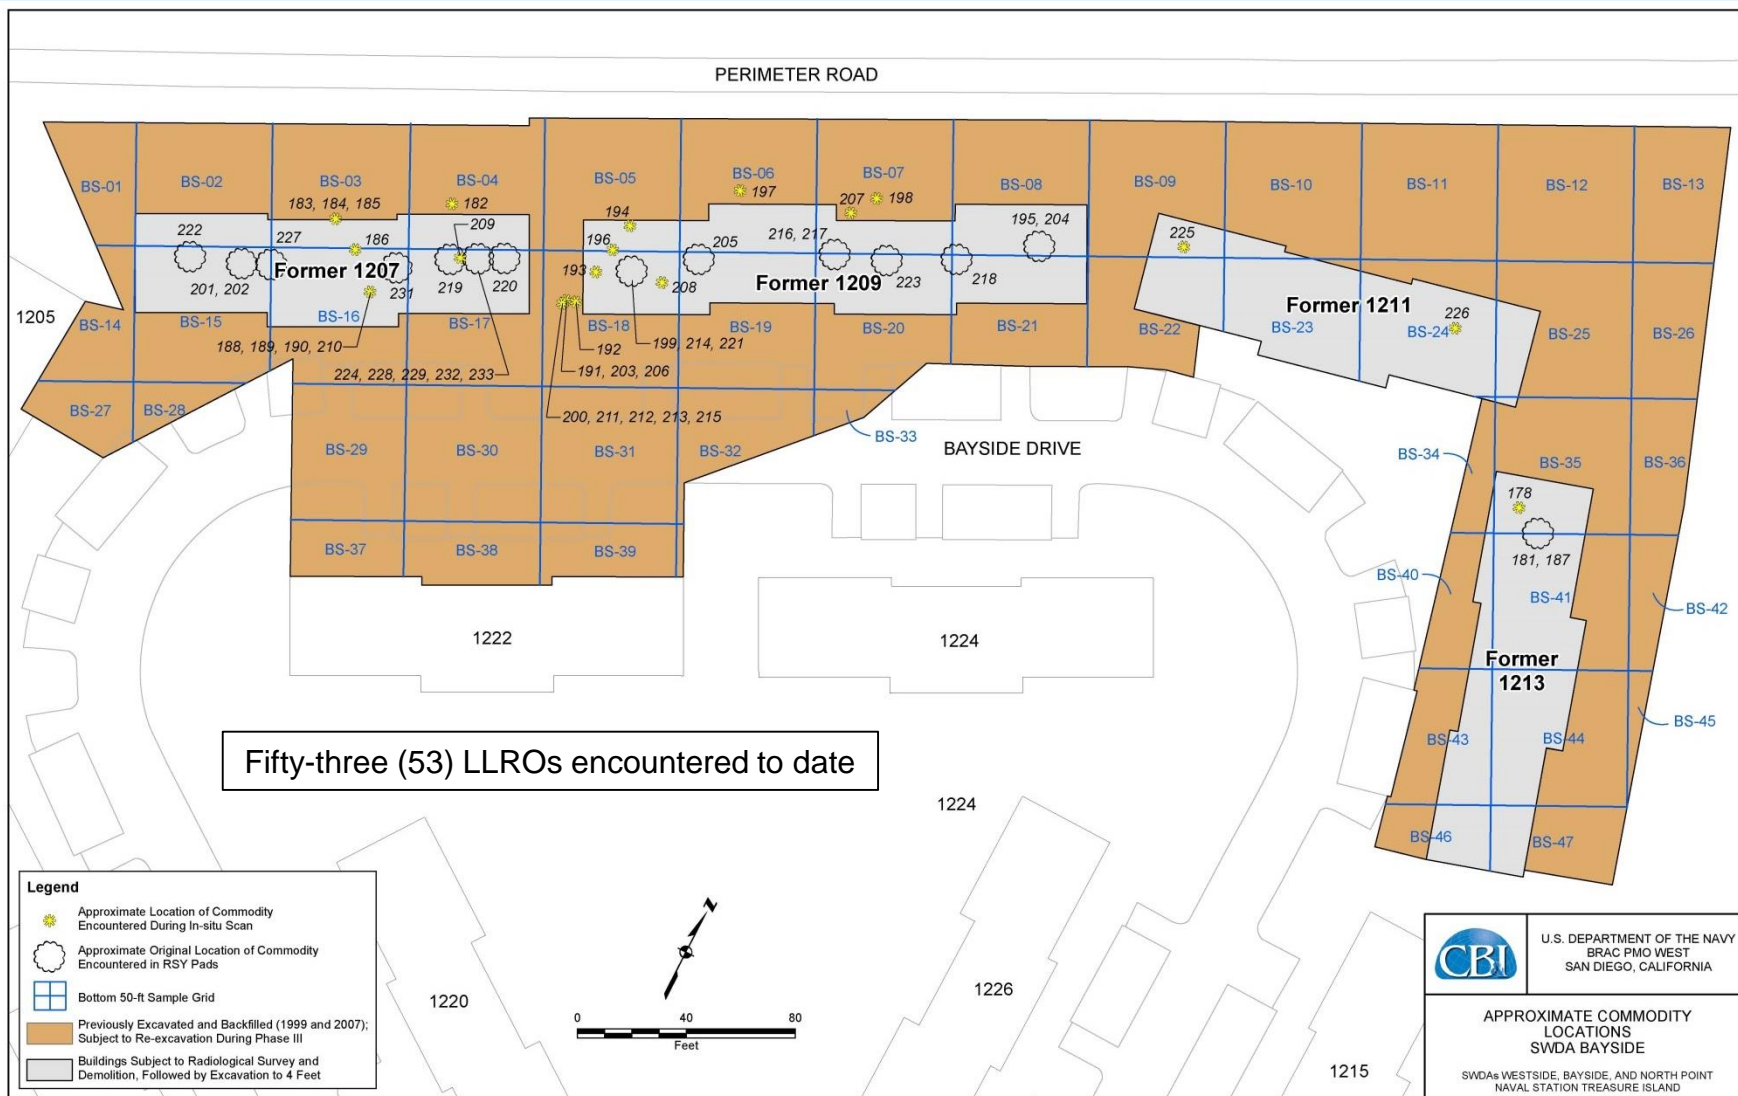 PERIMETER ROAD
BS-01
BS-02
BS-03
BS-04
BS-05
BS-06
BS-07
BS-08
BS-09
BS-10
BS-11
BS-12
BS-13
183, 184, 185
182
209
194
197
207
198
195, 204
222
227
186
196
205
216, 217
225
Former 1207
193
Former 1209
201, 202
231
219
220
208
223
218
Former 1211
226
1205
BS-14
BS-15
BS-16
BS-17
BS-18
BS-19
BS-20
BS-21
BS-22
BS-23
BS-24
BS-25
BS-26
188, 189, 190, 210
192
199, 214, 221
224, 228, 229, 232, 233
191, 203, 206
200, 211, 212, 213, 215
BS-27
BS-28
BS-29
BS-30
BS-31
BS-32
BS-33
BAYSIDE DRIVE
BS-34
BS-35
BS-36
178
181, 187
BS-37
BS-38
BS-39
BS-40
BS-41
BS-42
1222
1224
Former
1213
BS-43
BS-44
BS-45
BS-46
BS-47
Fifty-three (53) LLROs encountered to date
1224
1220
1226
1215
Legend
Approximate Location of Commodity
Encountered During In-situ Scan
Approximate Original Location of Commodity
Encountered in RSY Pads
Bottom 50-ft Sample Grid
Previously Excavated and Backfilled (1999 and 2007);
Subject to Re-excavation During Phase III
Buildings Subject to Radiological Survey and
Demolition, Followed by Excavation to 4 Feet
N
0 40 80
Feet
CB&I
U.S. DEPARTMENT OF THE NAVY
BRAC PMO WEST
SAN DIEGO, CALIFORNIA
APPROXIMATE COMMODITY
LOCATIONS
SWDA BAYSIDE
SWDAs WESTSIDE, BAYSIDE, AND NORTH POINT
NAVAL STATION TREASURE ISLAND